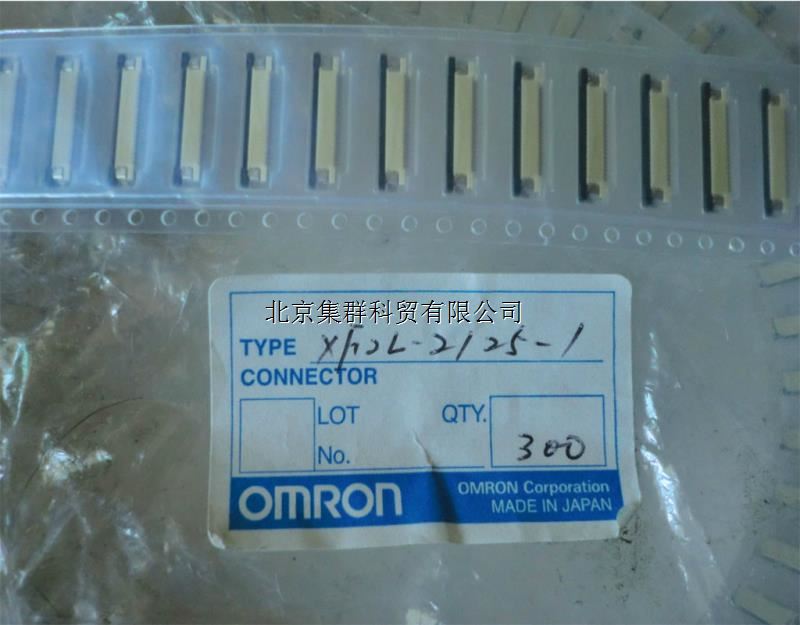 北京集群科贸有限公司
TYPE XF2L-2125-1
CONNECTOR
LOT No.
QTY. 300
OMRON
OMRON Corporation
MADE IN JAPAN